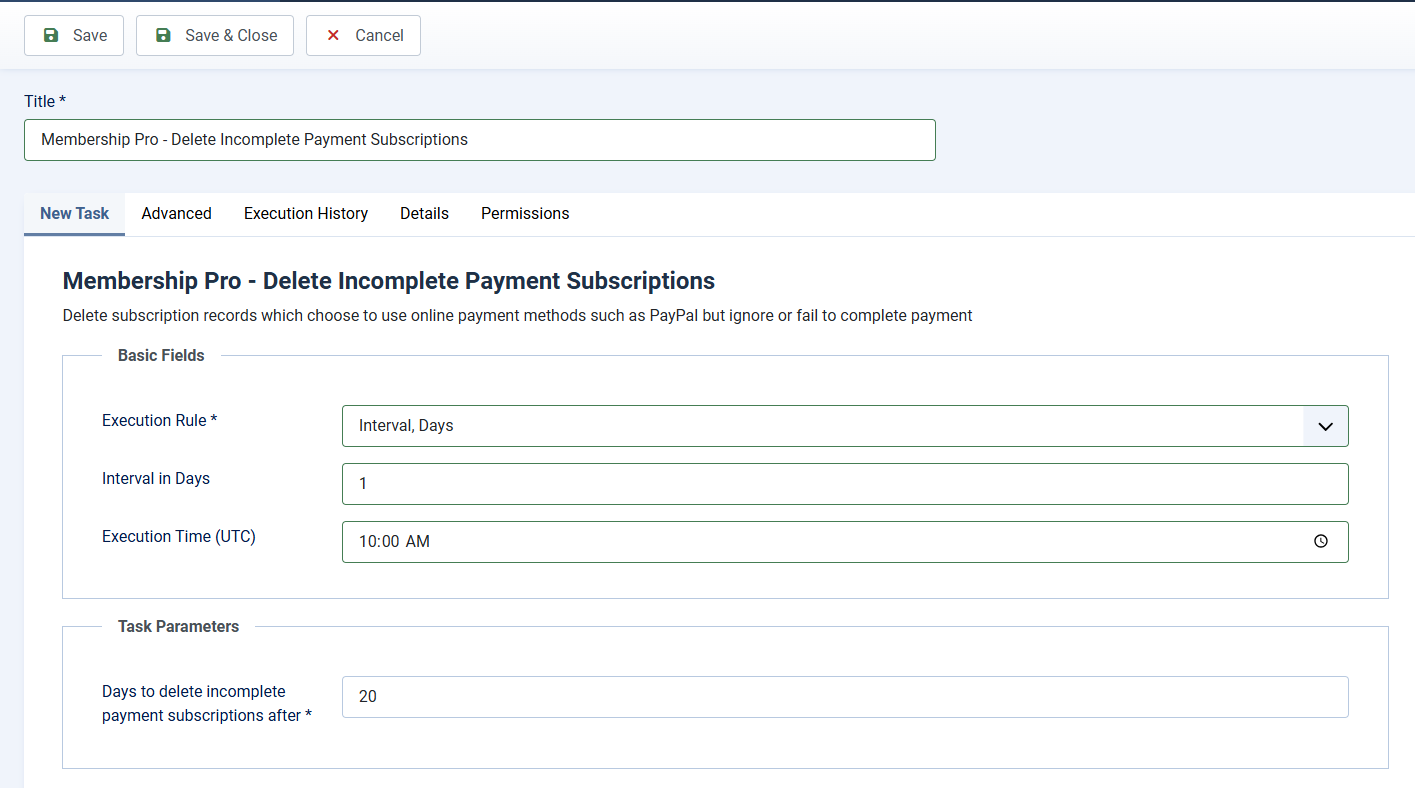 Save
Save & Close
Cancel
Title *
Membership Pro - Delete Incomplete Payment Subscriptions
New Task
Advanced
Execution History
Details
Permissions
Membership Pro - Delete Incomplete Payment Subscriptions
Delete subscription records which choose to use online payment methods such as PayPal but ignore or fail to complete payment
Basic Fields
Execution Rule *
Interval, Days
Interval in Days
1
Execution Time (UTC)
10:00 AM
Task Parameters
Days to delete incomplete
payment subscriptions after *
20